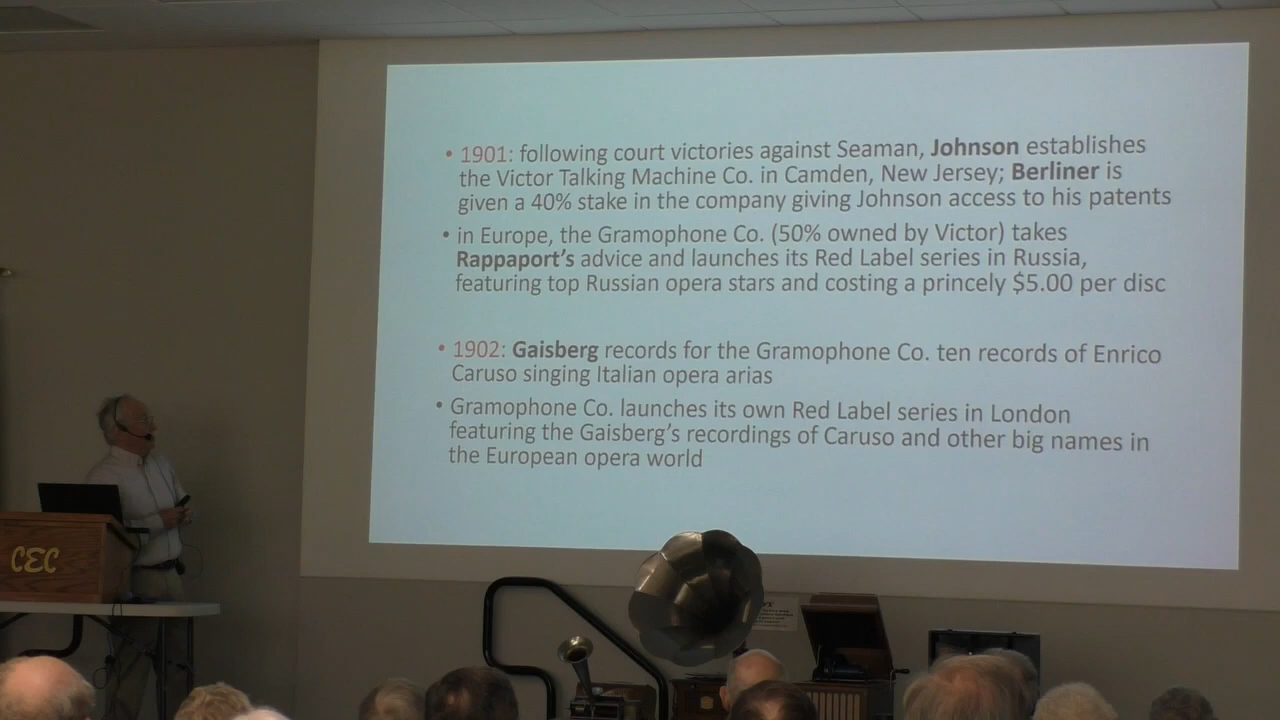 • 1901: following court victories against Seaman, Johnson establishes
the Victor Talking Machine Co. in Camden, New Jersey; Berliner is
given a 40% stake in the company giving Johnson access to his patents
• in Europe, the Gramophone Co. (50% owned by Victor) takes
Rappaport's advice and launches its Red Label series in Russia,
featuring top Russian opera stars and costing a princely $5.00 per disc
• 1902: Gaisberg records for the Gramophone Co. ten records of Enrico
Caruso singing Italian opera arias
• Gramophone Co. launches its own Red Label series in London
featuring the Gaisberg's recordings of Caruso and other big names in
the European opera world
CEC